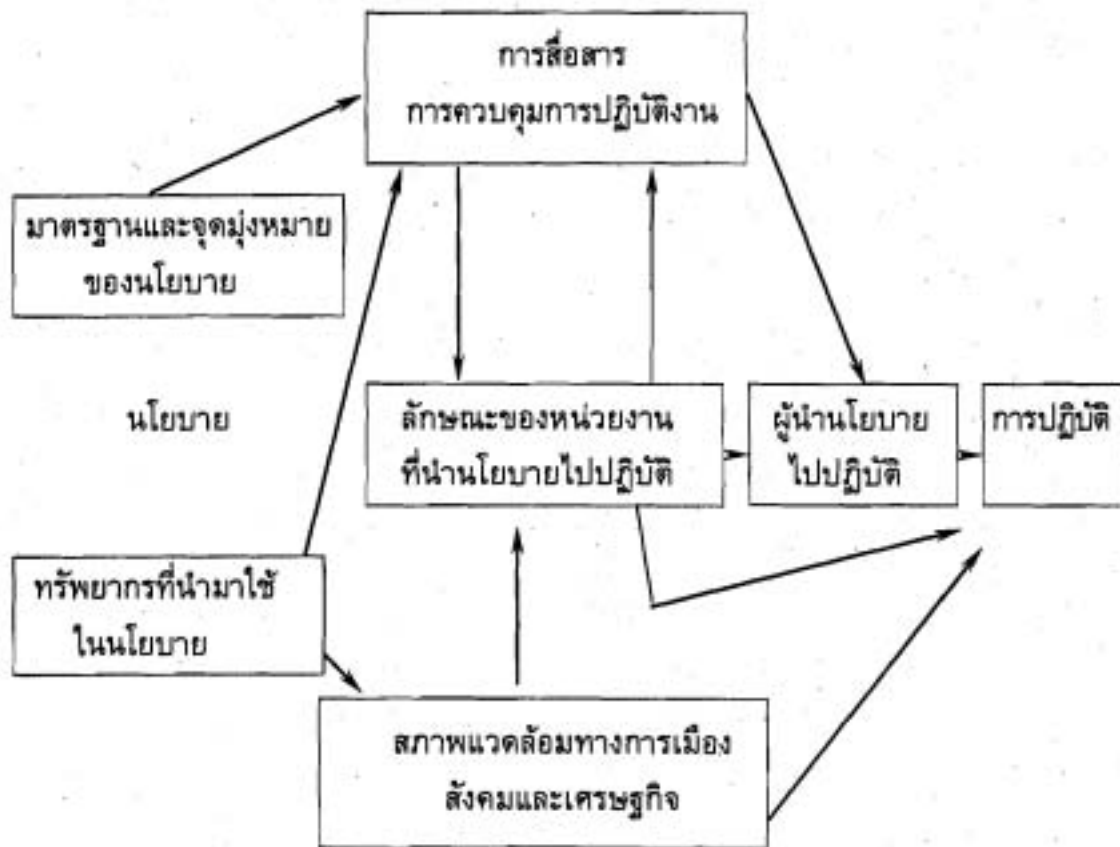 การสื่อสาร
การควบคุมการปฏิบัติงาน
มาตรฐานและจุดมุ่งหมาย
ของนโยบาย
นโยบาย
ลักษณะของหน่วยงาน
ที่นำนโยบายไปปฏิบัติ
ผู้นำนโยบาย
ไปปฏิบัติ
การปฏิบัติ
ทรัพยากรที่นำมาใช้
ในนโยบาย
สภาพแวดล้อมทางการเมือง
สังคมและเศรษฐกิจ